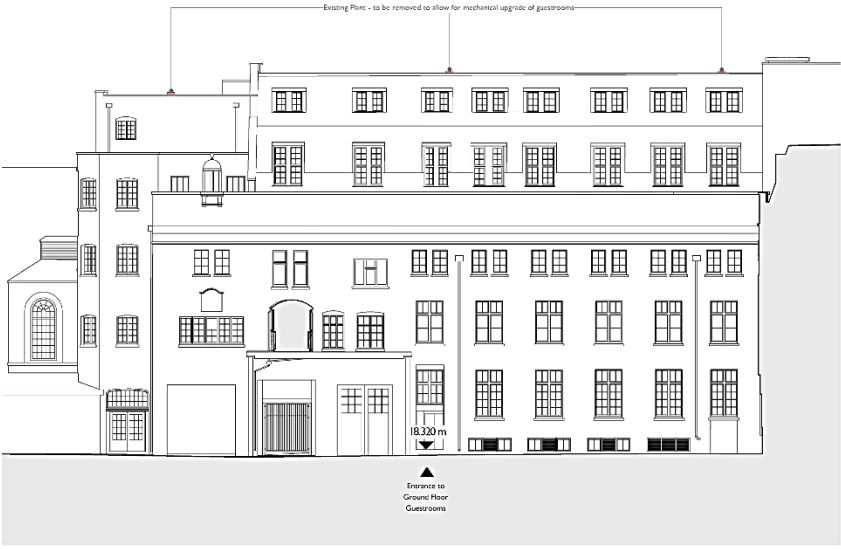 Existing Plant - to be removed to allow for mechanical upgrade of guestrooms
18.320 m
Entrance to
Ground Floor
Guestrooms